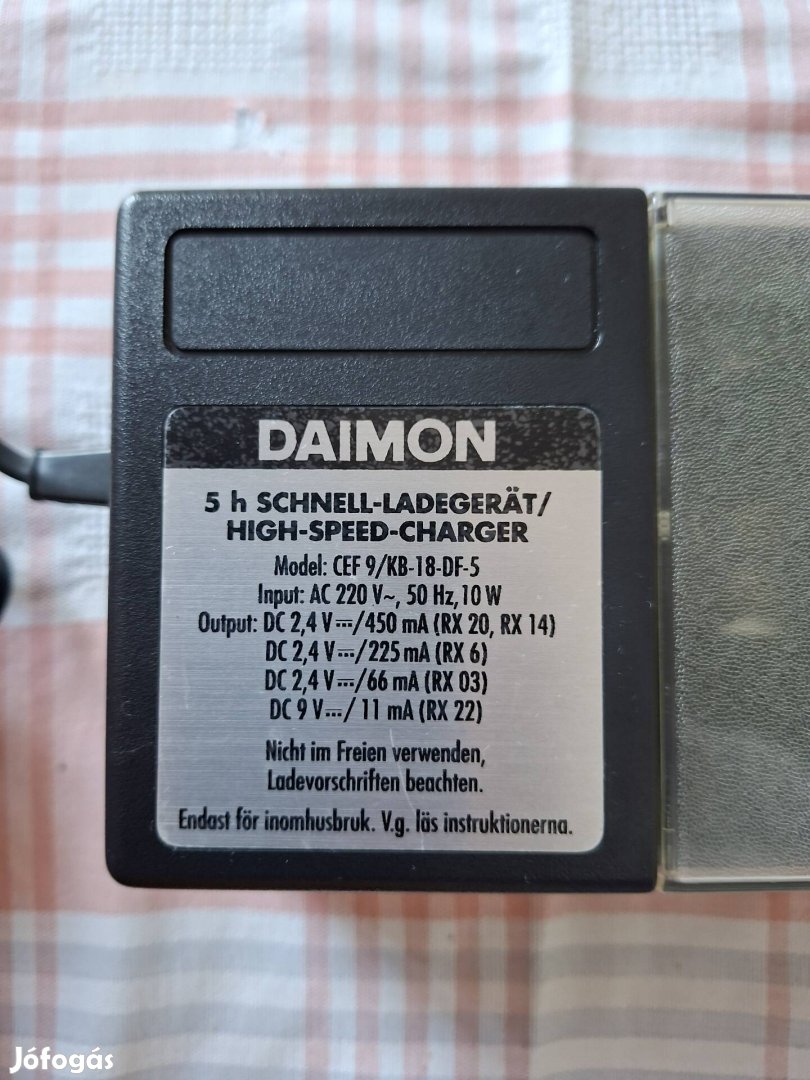 DAIMON
5 h SCHNELL-LADEGERÄT/
HIGH-SPEED-CHARGER
Model: CEF 9/KB-18-DF-5
Input: AC 220 V~, 50 Hz, 10 W
Output: DC 2,4 V⎓/450 mA (RX 20, RX 14)
DC 2,4 V⎓/225 mA (RX 6)
DC 2,4 V⎓/66 mA (RX 03)
DC 9 V⎓/11 mA (RX 22)
Nicht im Freien verwenden,
Ladevorschriften beachten.
Endast för inomhusbruk. V.g. läs instruktionerna.
Jófogás